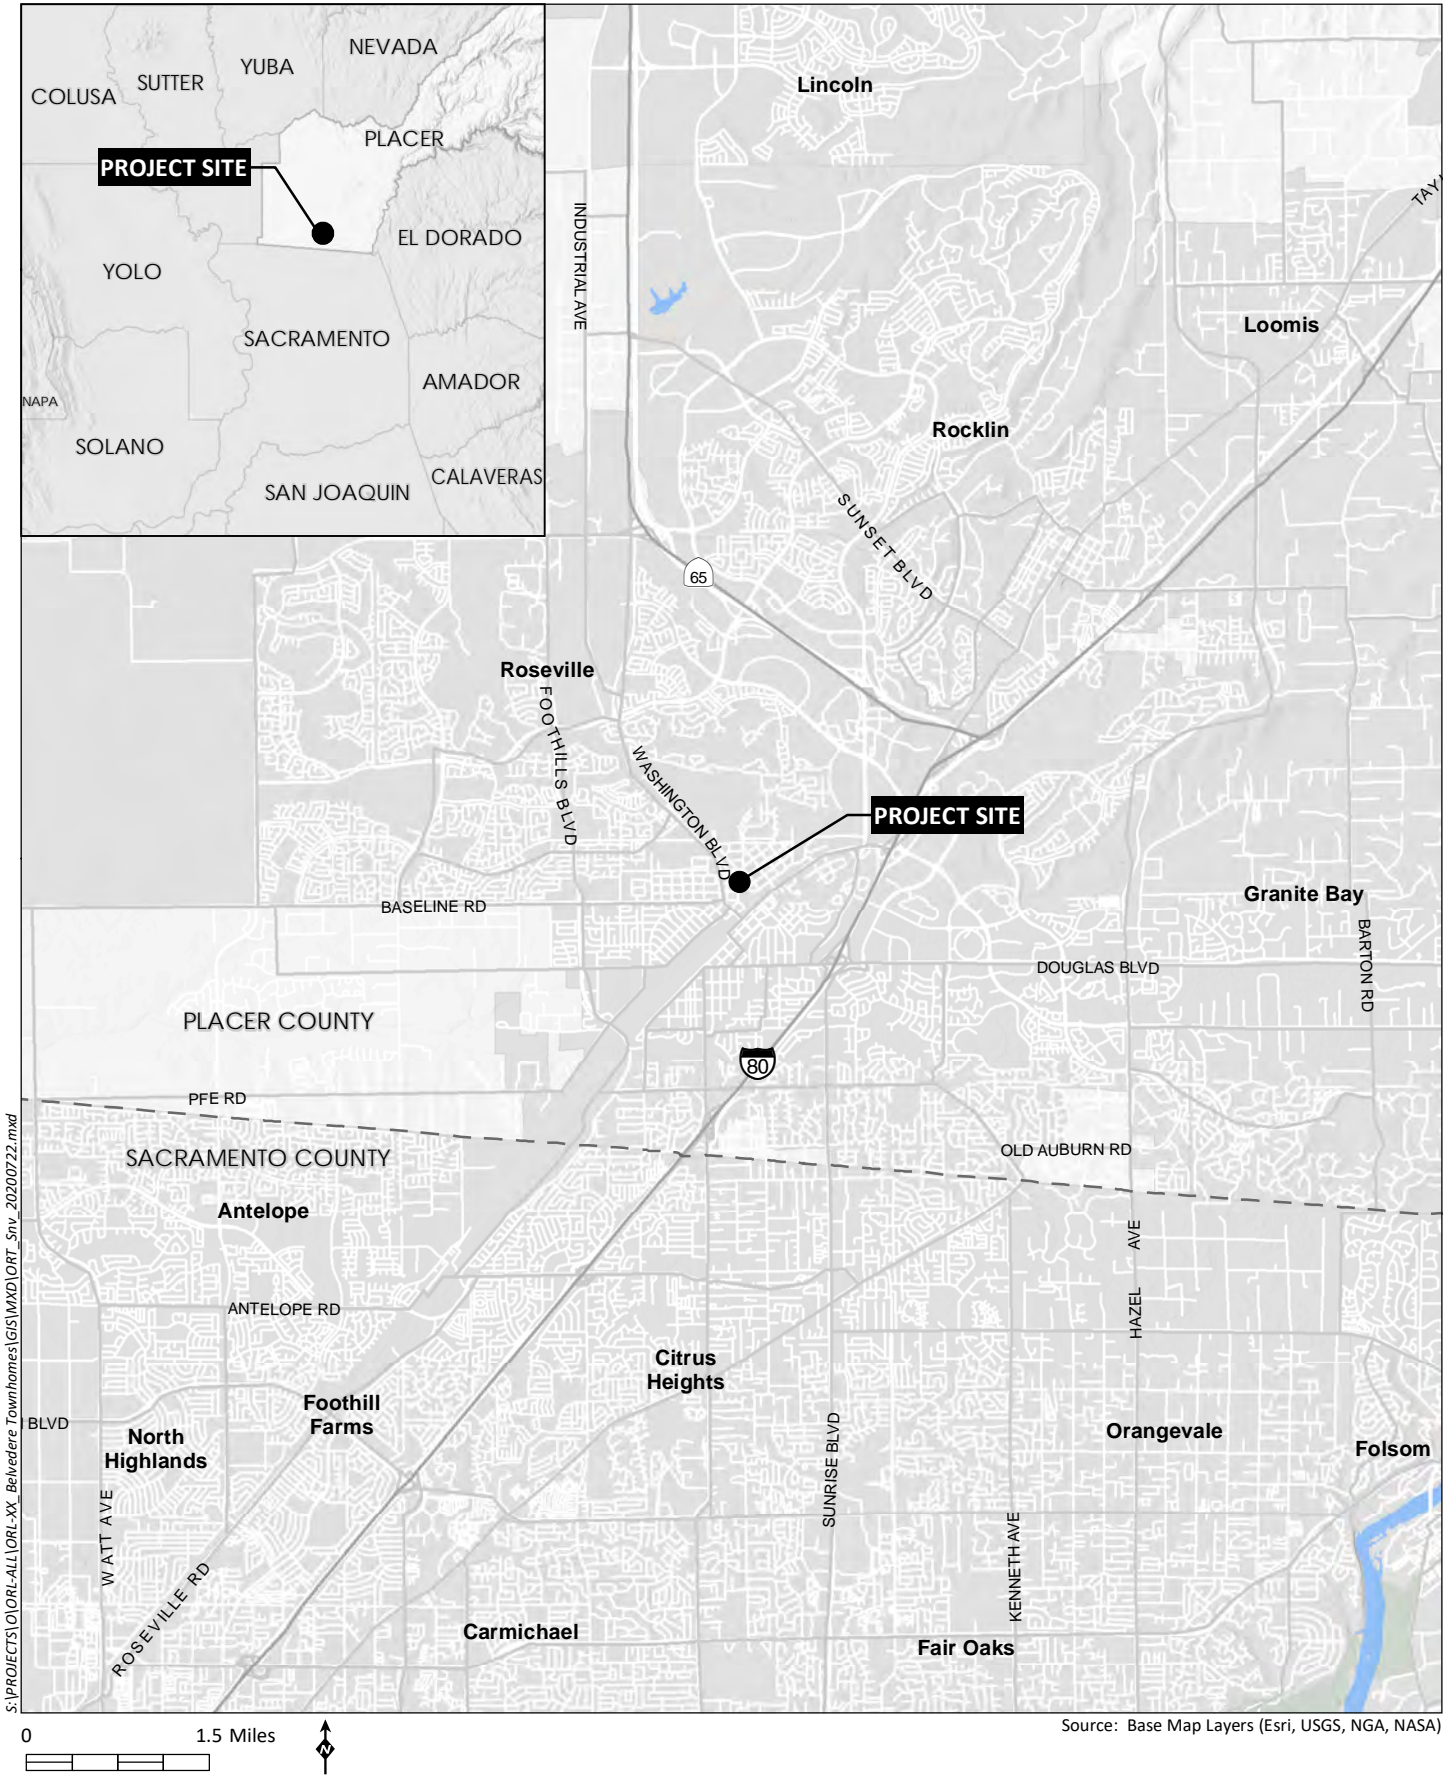 NEVADA
YUBA
SUTTER
COLUSA
PLACER
PROJECT SITE
EL DORADO
YOLO
SACRAMENTO
AMADOR
NAPA
SOLANO
CALAVERAS
SAN JOAQUIN
Lincoln
TAY
INDUSTRIAL AVE
Loomis
Rocklin
SUNSET BLVD
65
Roseville
FOOTHILLS BLVD
WASHINGTON BLVD
PROJECT SITE
Granite Bay
BASELINE RD
BARTON RD
DOUGLAS BLVD
PLACER COUNTY
80
PFE RD
OLD AUBURN RD
SACRAMENTO COUNTY
Antelope
HAZEL AVE
ANTELOPE RD
Citrus
Heights
Foothill
Farms
BLVD
North
Highlands
Orangevale
Folsom
SUNRISE BLVD
WATT AVE
KENNETH AVE
ROSEVILLE RD
Carmichael
Fair Oaks
S:\PROJECTS\O\ORL-ALL\ORL-XX_Belvedere Townhomes\GIS\MXD\ORT_Snv_20200722.mxd
Source: Base Map Layers (Esri, USGS, NGA, NASA)
0 1.5 Miles
N